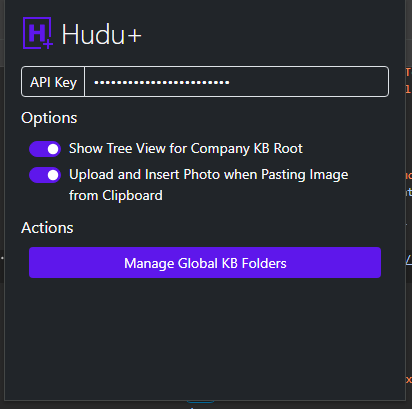 H+ Hudu+
API Key ••••••••••••••••••••••••
Options
Show Tree View for Company KB Root
Upload and Insert Photo when Pasting Image
from Clipboard
Actions
Manage Global KB Folders